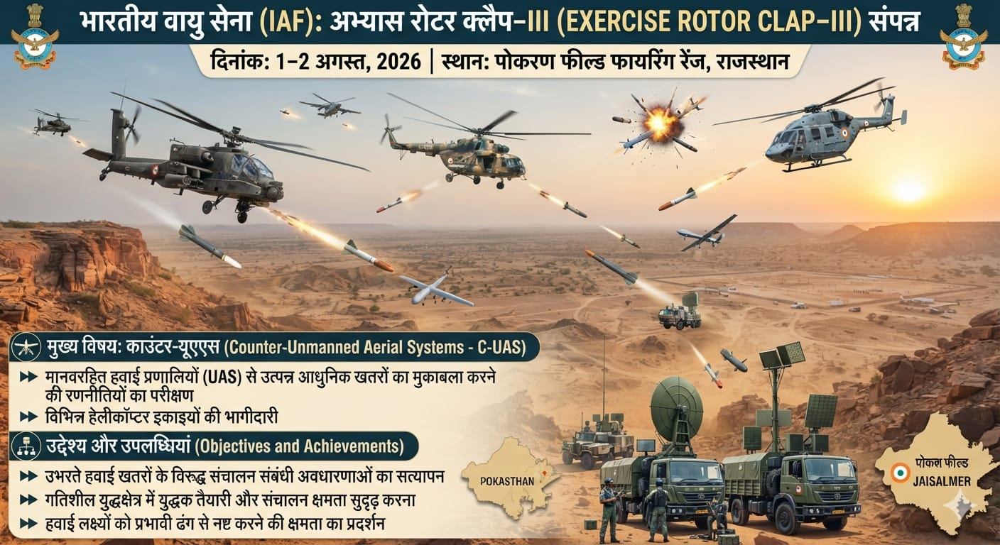 भारतीय वायु सेना (IAF): अभ्यास रोटर क्लैप–III (EXERCISE ROTOR CLAP–III) संपन्न
दिनांक: 1–2 अगस्त, 2026 | स्थान: पोकरण फील्ड फायरिंग रेंज, राजस्थान
मुख्य विषय: काउंटर-यूएएस (Counter-Unmanned Aerial Systems - C-UAS)
मानवरहित हवाई प्रणालियों (UAS) से उत्पन्न आधुनिक खतरों का मुकाबला करने
की रणनीतियों का परीक्षण
विभिन्न हेलीकॉप्टर इकाइयों की भागीदारी
उद्देश्य और उपलब्धियां (Objectives and Achievements)
उभरते हवाई खतरों के विरुद्ध संचालन संबंधी अवधारणाओं का सत्यापन
गतिशील युद्धक्षेत्र में युद्धक तैयारी और संचालन क्षमता सुदृढ़ करना
हवाई लक्ष्यों को प्रभावी ढंग से नष्ट करने की क्षमता का प्रदर्शन
POKASTHAN
पोकल फील्ड
JAISALMER